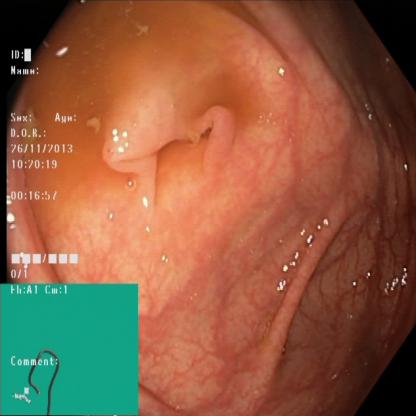 ID:
Name:
Sex: Age:
D.O.B.:
26/11/2013
10:20:19
00:16:57
0/1
Eh:A1 Cm:1
Comment: